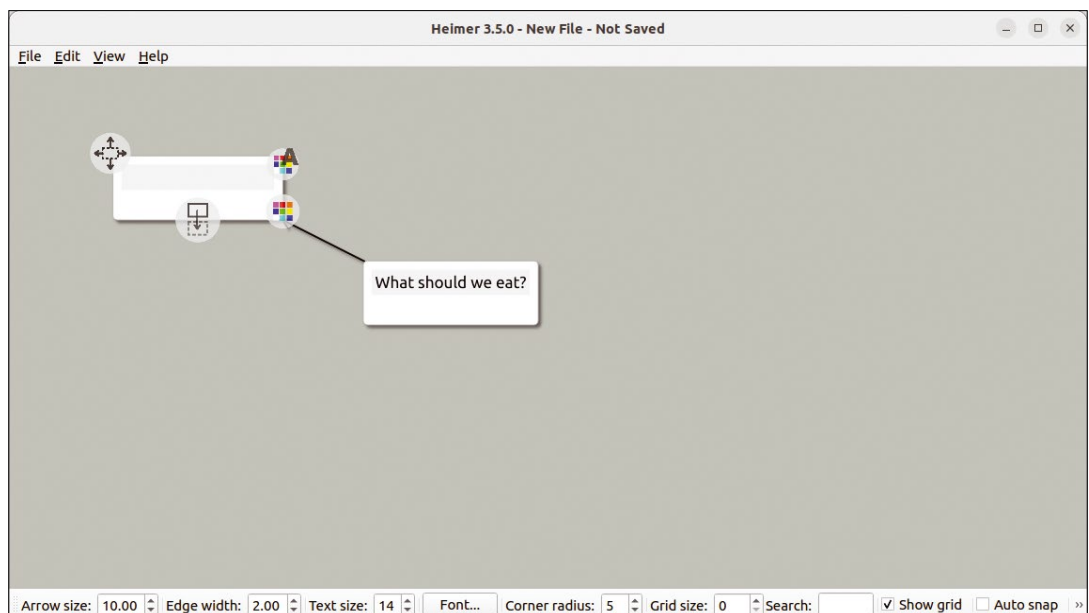 Heimer 3.5.0 - New File - Not Saved
File Edit View Help
A
What should we eat?
Arrow size: 10.00 Edge width: 2.00 Text size: 14 Font... Corner radius: 5 Grid size: 0 Search: Show grid Auto snap »